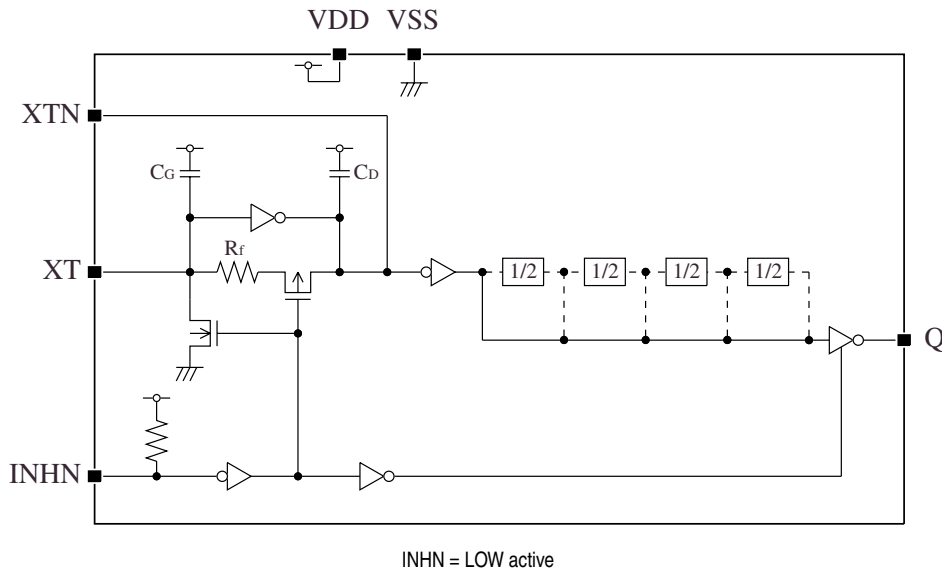 VDD VSS
XTN
CG CD
Rf
XT
1/2 1/2 1/2 1/2
Q
INHN
INHN = LOW active